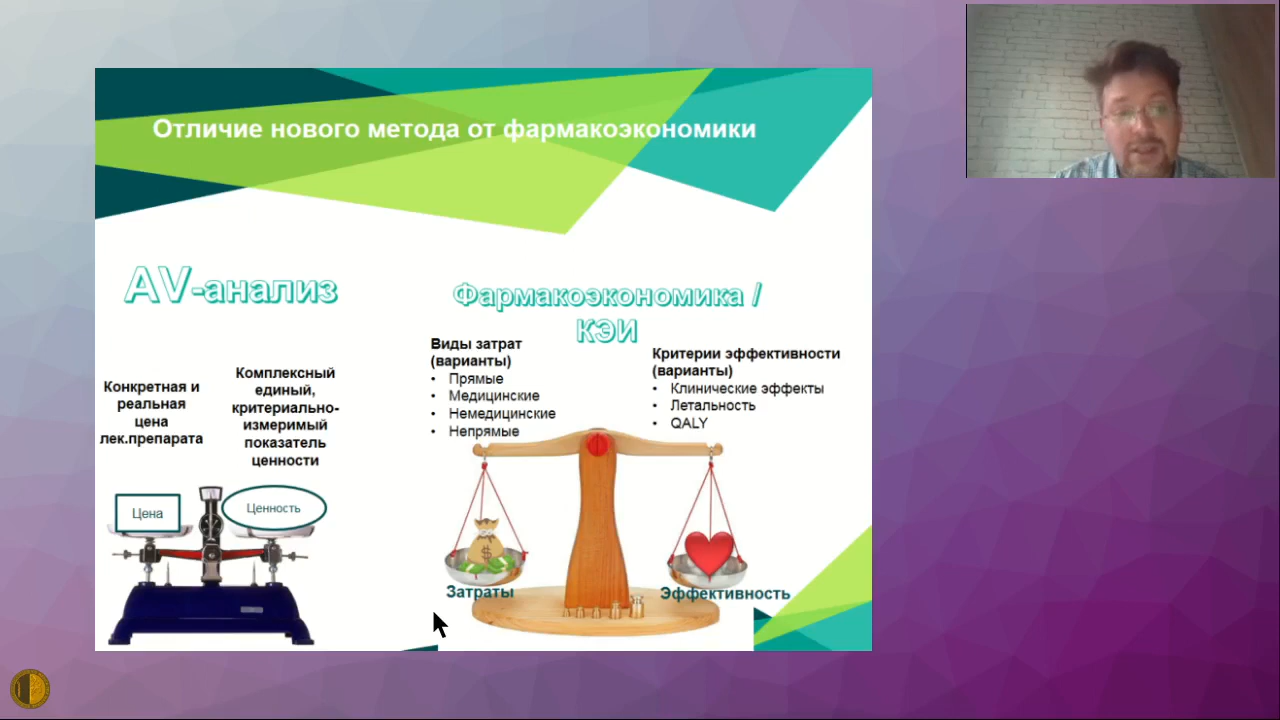 Отличие нового метода от фармакоэкономики
AV-анализ
Конкретная и
реальная
цена
лек.препарата
Комплексный
единый,
критериально-
измеримый
показатель
ценности
Цена
Ценность
Фармакоэкономика /
КЭИ
Виды затрат
(варианты)
• Прямые
• Медицинские
• Немедицинские
• Непрямые
Критерии эффективности
(варианты)
• Клинические эффекты
• Летальность
• QALY
Затраты
Эффективность